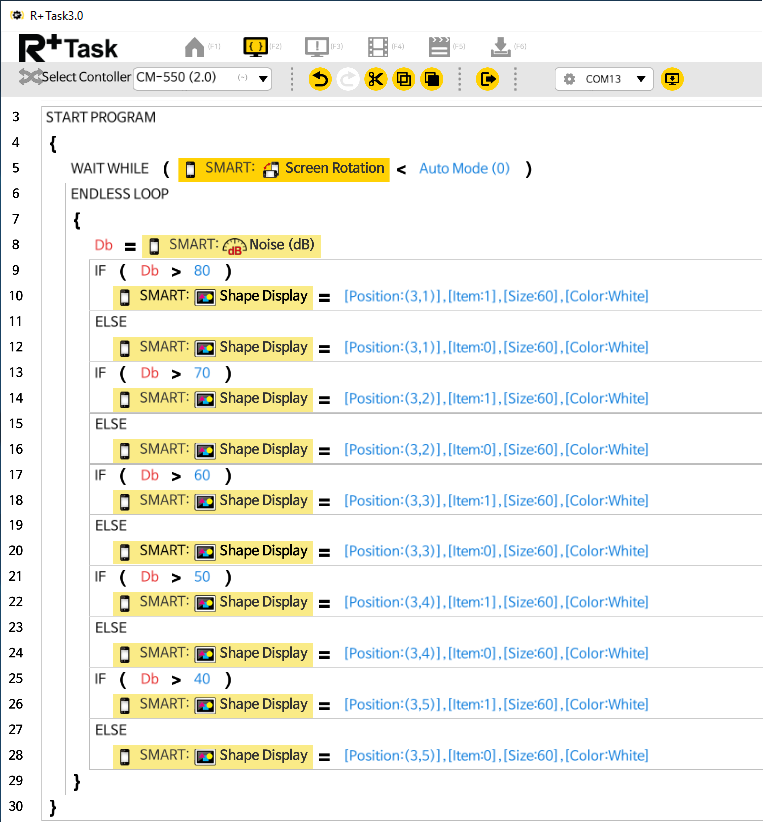 R+Task3.0
R+Task (F1) (F2) (F3) (F4) (F5) (F6)
Select Contoller CM-550 (2.0) (-) COM13
3 START PROGRAM
4 {
5 WAIT WHILE ( SMART: Screen Rotation < Auto Mode (0) )
6 ENDLESS LOOP
7 {
8 Db = SMART: dB Noise (dB)
9 IF ( Db > 80 )
10 SMART: Shape Display = [Position:(3,1)],[Item:1],[Size:60],[Color:White]
11 ELSE
12 SMART: Shape Display = [Position:(3,1)],[Item:0],[Size:60],[Color:White]
13 IF ( Db > 70 )
14 SMART: Shape Display = [Position:(3,2)],[Item:1],[Size:60],[Color:White]
15 ELSE
16 SMART: Shape Display = [Position:(3,2)],[Item:0],[Size:60],[Color:White]
17 IF ( Db > 60 )
18 SMART: Shape Display = [Position:(3,3)],[Item:1],[Size:60],[Color:White]
19 ELSE
20 SMART: Shape Display = [Position:(3,3)],[Item:0],[Size:60],[Color:White]
21 IF ( Db > 50 )
22 SMART: Shape Display = [Position:(3,4)],[Item:1],[Size:60],[Color:White]
23 ELSE
24 SMART: Shape Display = [Position:(3,4)],[Item:0],[Size:60],[Color:White]
25 IF ( Db > 40 )
26 SMART: Shape Display = [Position:(3,5)],[Item:1],[Size:60],[Color:White]
27 ELSE
28 SMART: Shape Display = [Position:(3,5)],[Item:0],[Size:60],[Color:White]
29 }
30 }